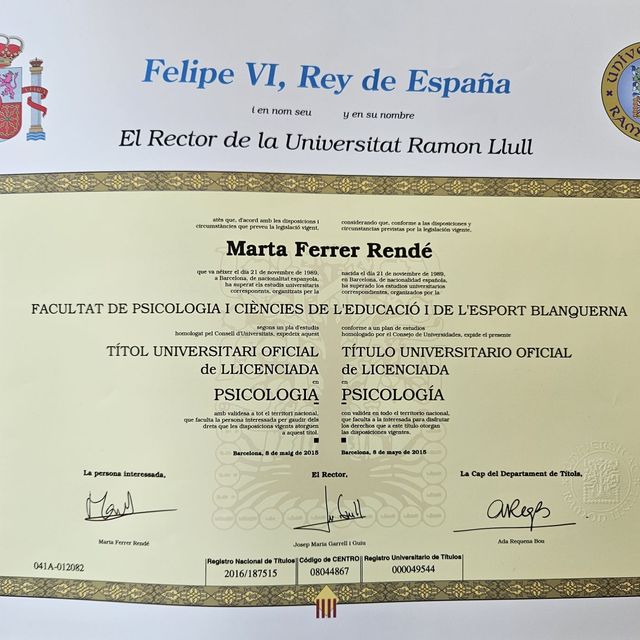 Felipe VI, Rey de España
i en nom seu y en su nombre
El Rector de la Universitat Ramon Llull
atès que, d'acord amb les disposicions i
circumstàncies que preveu la legislació vigent,
considerando que, conforme a las disposiciones y
circunstancias previstas por la legislación vigente,
Marta Ferrer Rendé
que va néixer el dia 21 de novembre de 1989,
a Barcelona, de nacionalitat espanyola,
ha superat els estudis universitaris
corresponents, organitzats per la
nacida el día 21 de noviembre de 1989,
en Barcelona, de nacionalidad española,
ha superado los estudios universitarios
correspondientes, organizados por la
FACULTAT DE PSICOLOGIA I CIÈNCIES DE L'EDUCACIÓ I DE L'ESPORT BLANQUERNA
segons un pla d'estudis
homologat pel Consell d'Universitats, expedeix aquest
conforme a un plan de estudios
homologado por el Consejo de Universidades, expide el presente
TÍTOL UNIVERSITARI OFICIAL
de LLICENCIADA
en
PSICOLOGIA
TÍTULO UNIVERSITARIO OFICIAL
de LICENCIADA
en
PSICOLOGÍA
amb validesa a tot el territori nacional,
que faculta la persona interessada per gaudir dels
drets que les disposicions vigents atorguen
a aquest títol.
con validez en todo el territorio nacional,
que faculta a la interesada para disfrutar
los derechos que a este título otorgan
las disposiciones vigentes.
Barcelona, 8 de maig de 2015
Barcelona, 8 de mayo de 2015
La persona interessada,
El Rector,
La Cap del Departament de Títols,
Marta Ferrer Rendé
Josep Maria Garrell i Guiu
Ada Requena Bou
041A-012082
Registro Nacional de Títulos
2016/187515
Código de CENTRO
08044867
Registro Universitario de Títulos
000049544